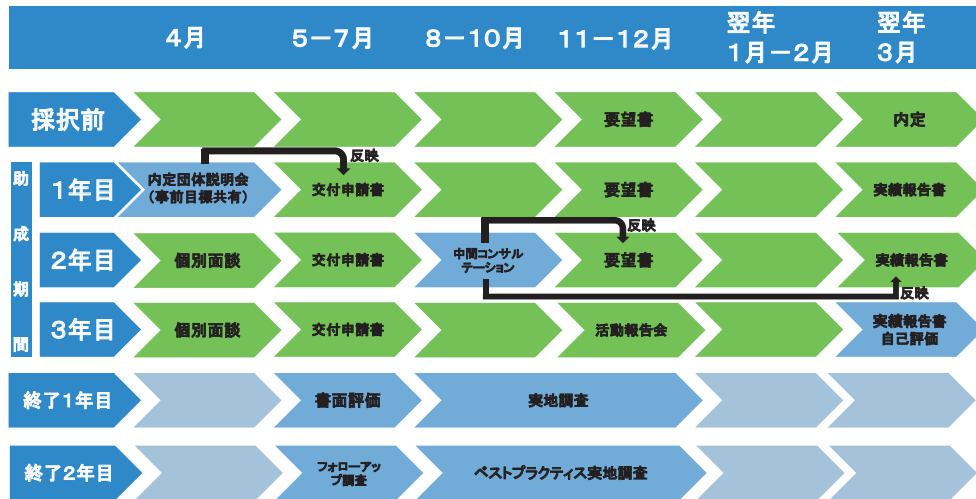 4月
5－7月
8－10月
11－12月
翌年
1月－2月
翌年
3月
採択前
要望書
内定
助成期間
反映
1年目
内定団体説明会
（事前目標共有）
交付申請書
要望書
実績報告書
反映
2年目
個別面談
交付申請書
中間コンサル
テーション
要望書
実績報告書
反映
3年目
個別面談
交付申請書
活動報告会
実績報告書
自己評価
終了1年目
書面評価
実地調査
終了2年目
フォローアッ
プ調査
ベストプラクティス実地調査